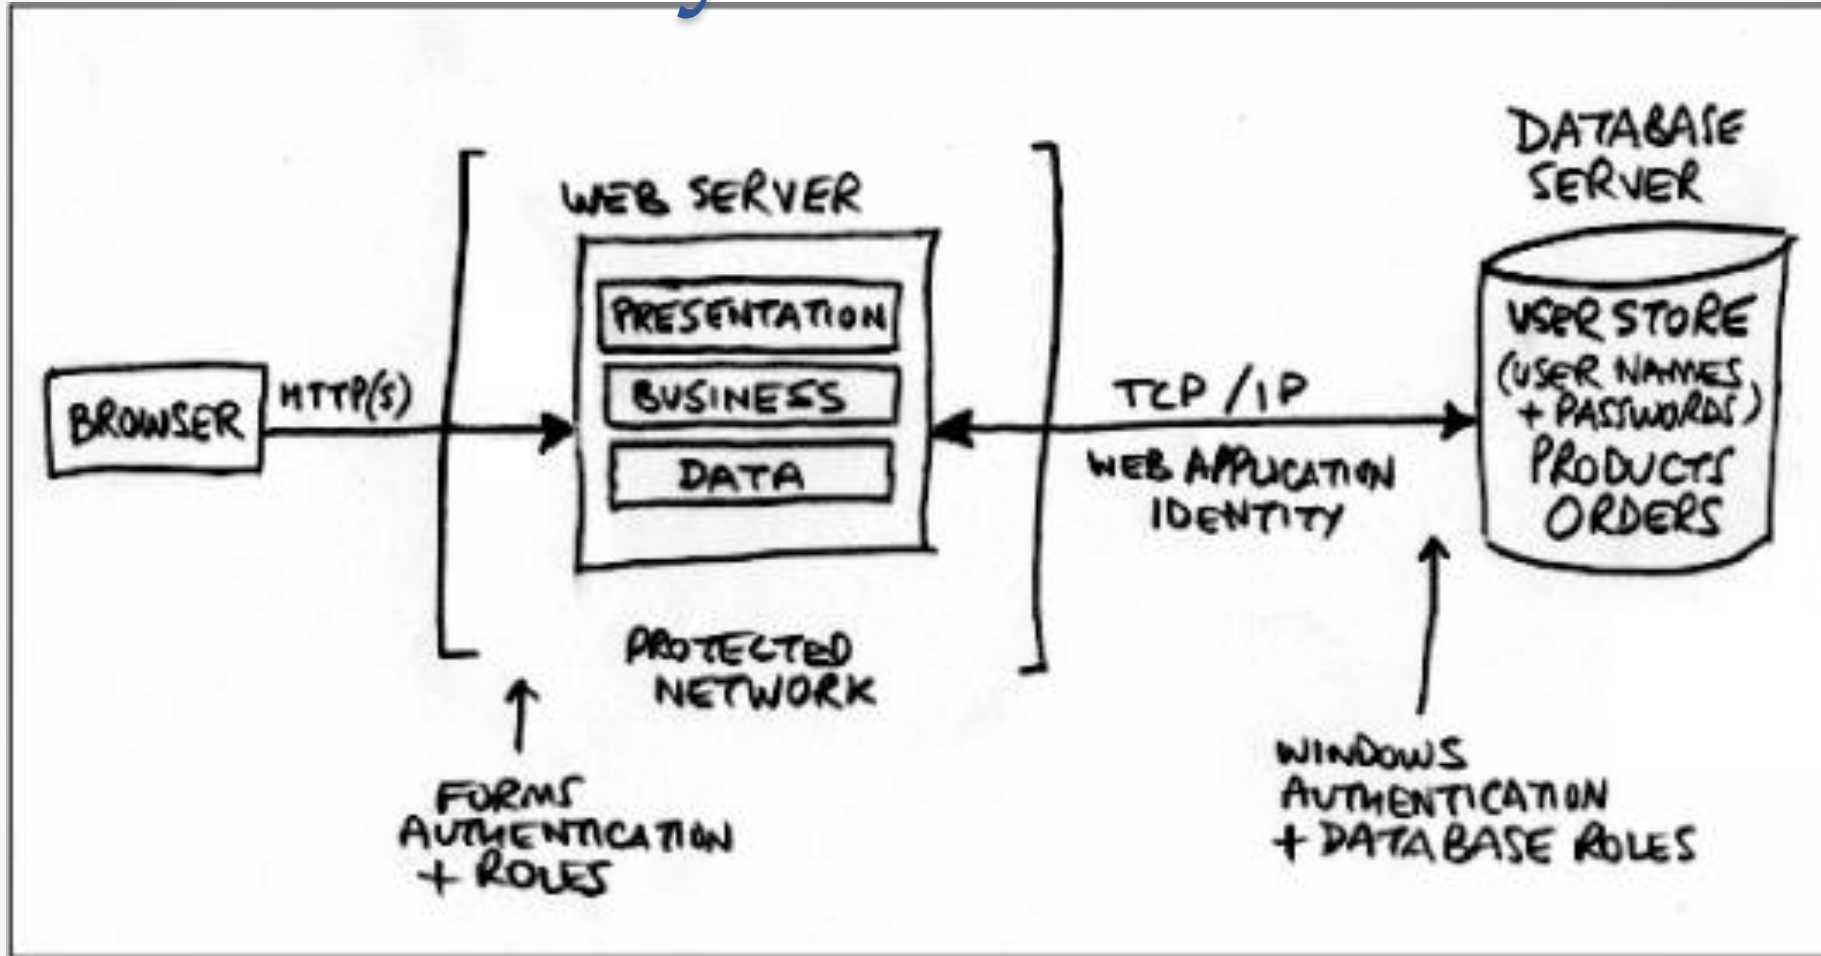 DATABASE
SERVER
WEB SERVER
PRESENTATION
BUSINESS
DATA
BROWSER
HTTP(S)
TCP/IP
WEB APPLICATION
IDENTITY
USER STORE
(USER NAMES
+ PASSWORDS)
PRODUCTS
ORDERS
PROTECTED
NETWORK
FORMS
AUTHENTICATION
+ ROLES
WINDOWS
AUTHENTICATION
+ DATABASE ROLES